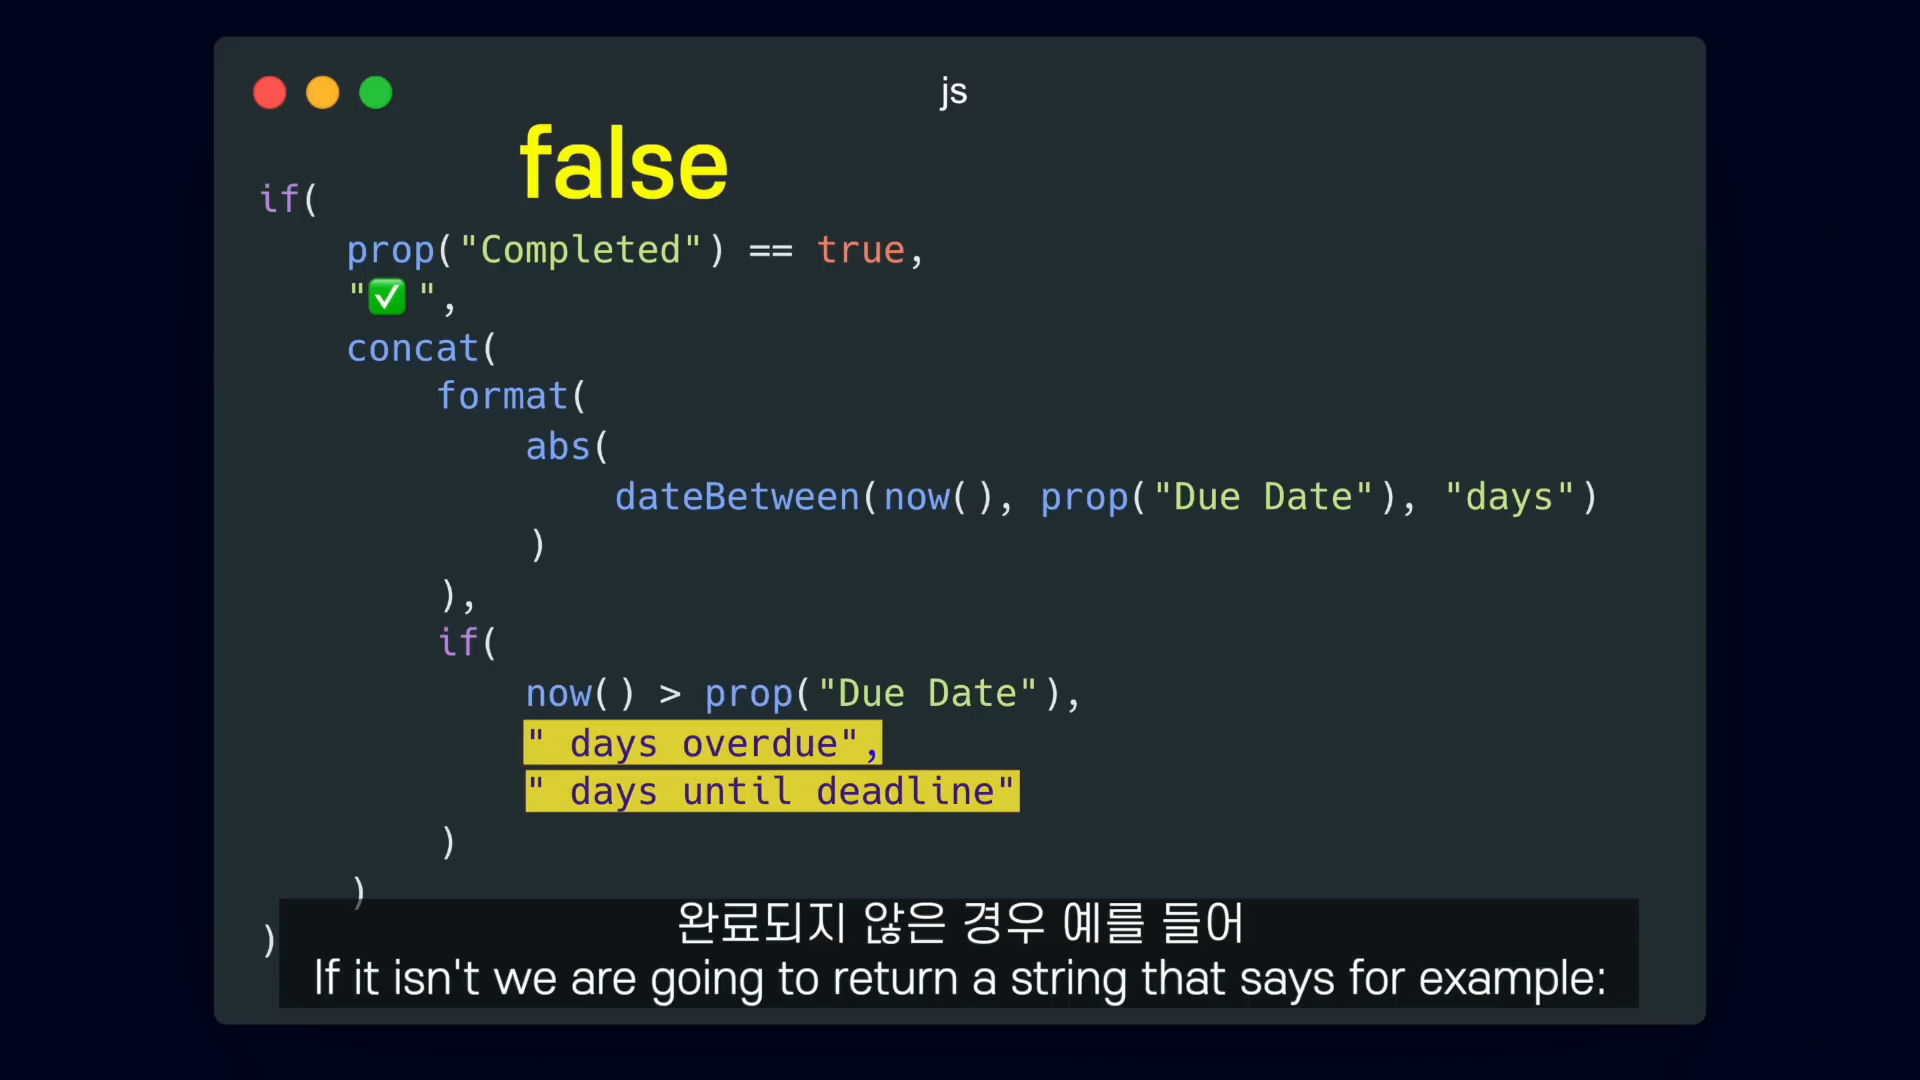 js
false
if(
prop("Completed") == true,
"✅ ",
concat(
format(
abs(
dateBetween(now(), prop("Due Date"), "days")
)
),
if(
now() > prop("Due Date"),
" days overdue",
" days until deadline"
)
)
)
완료되지 않은 경우 예를 들어
If it isn't we are going to return a string that says for example: